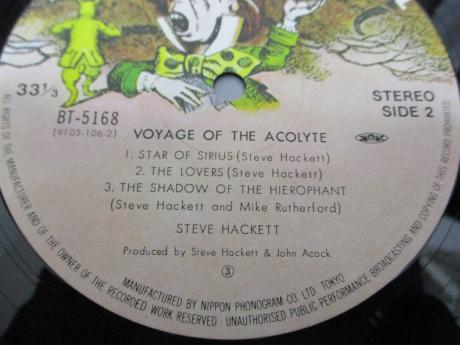 33⅓
STEREO
SIDE 2
BT-5168
(9103-106-2)
VOYAGE OF THE ACOLYTE
1. STAR OF SIRIUS (Steve Hackett)
2. THE LOVERS (Steve Hackett)
3. THE SHADOW OF THE HIEROPHANT
(Steve Hackett and Mike Rutherford)
STEVE HACKETT
Produced by Steve Hackett & John Acock
3
ALL RIGHTS OF THE MANUFACTURER AND OF THE OWNER OF THE RECORDED WORK RESERVED · UNAUTHORISED PUBLIC PERFORMANCE BROADCASTING AND COPYING OF THIS RECORD PROHIBITED
MANUFACTURED BY NIPPON PHONOGRAM CO. LTD. TOKYO